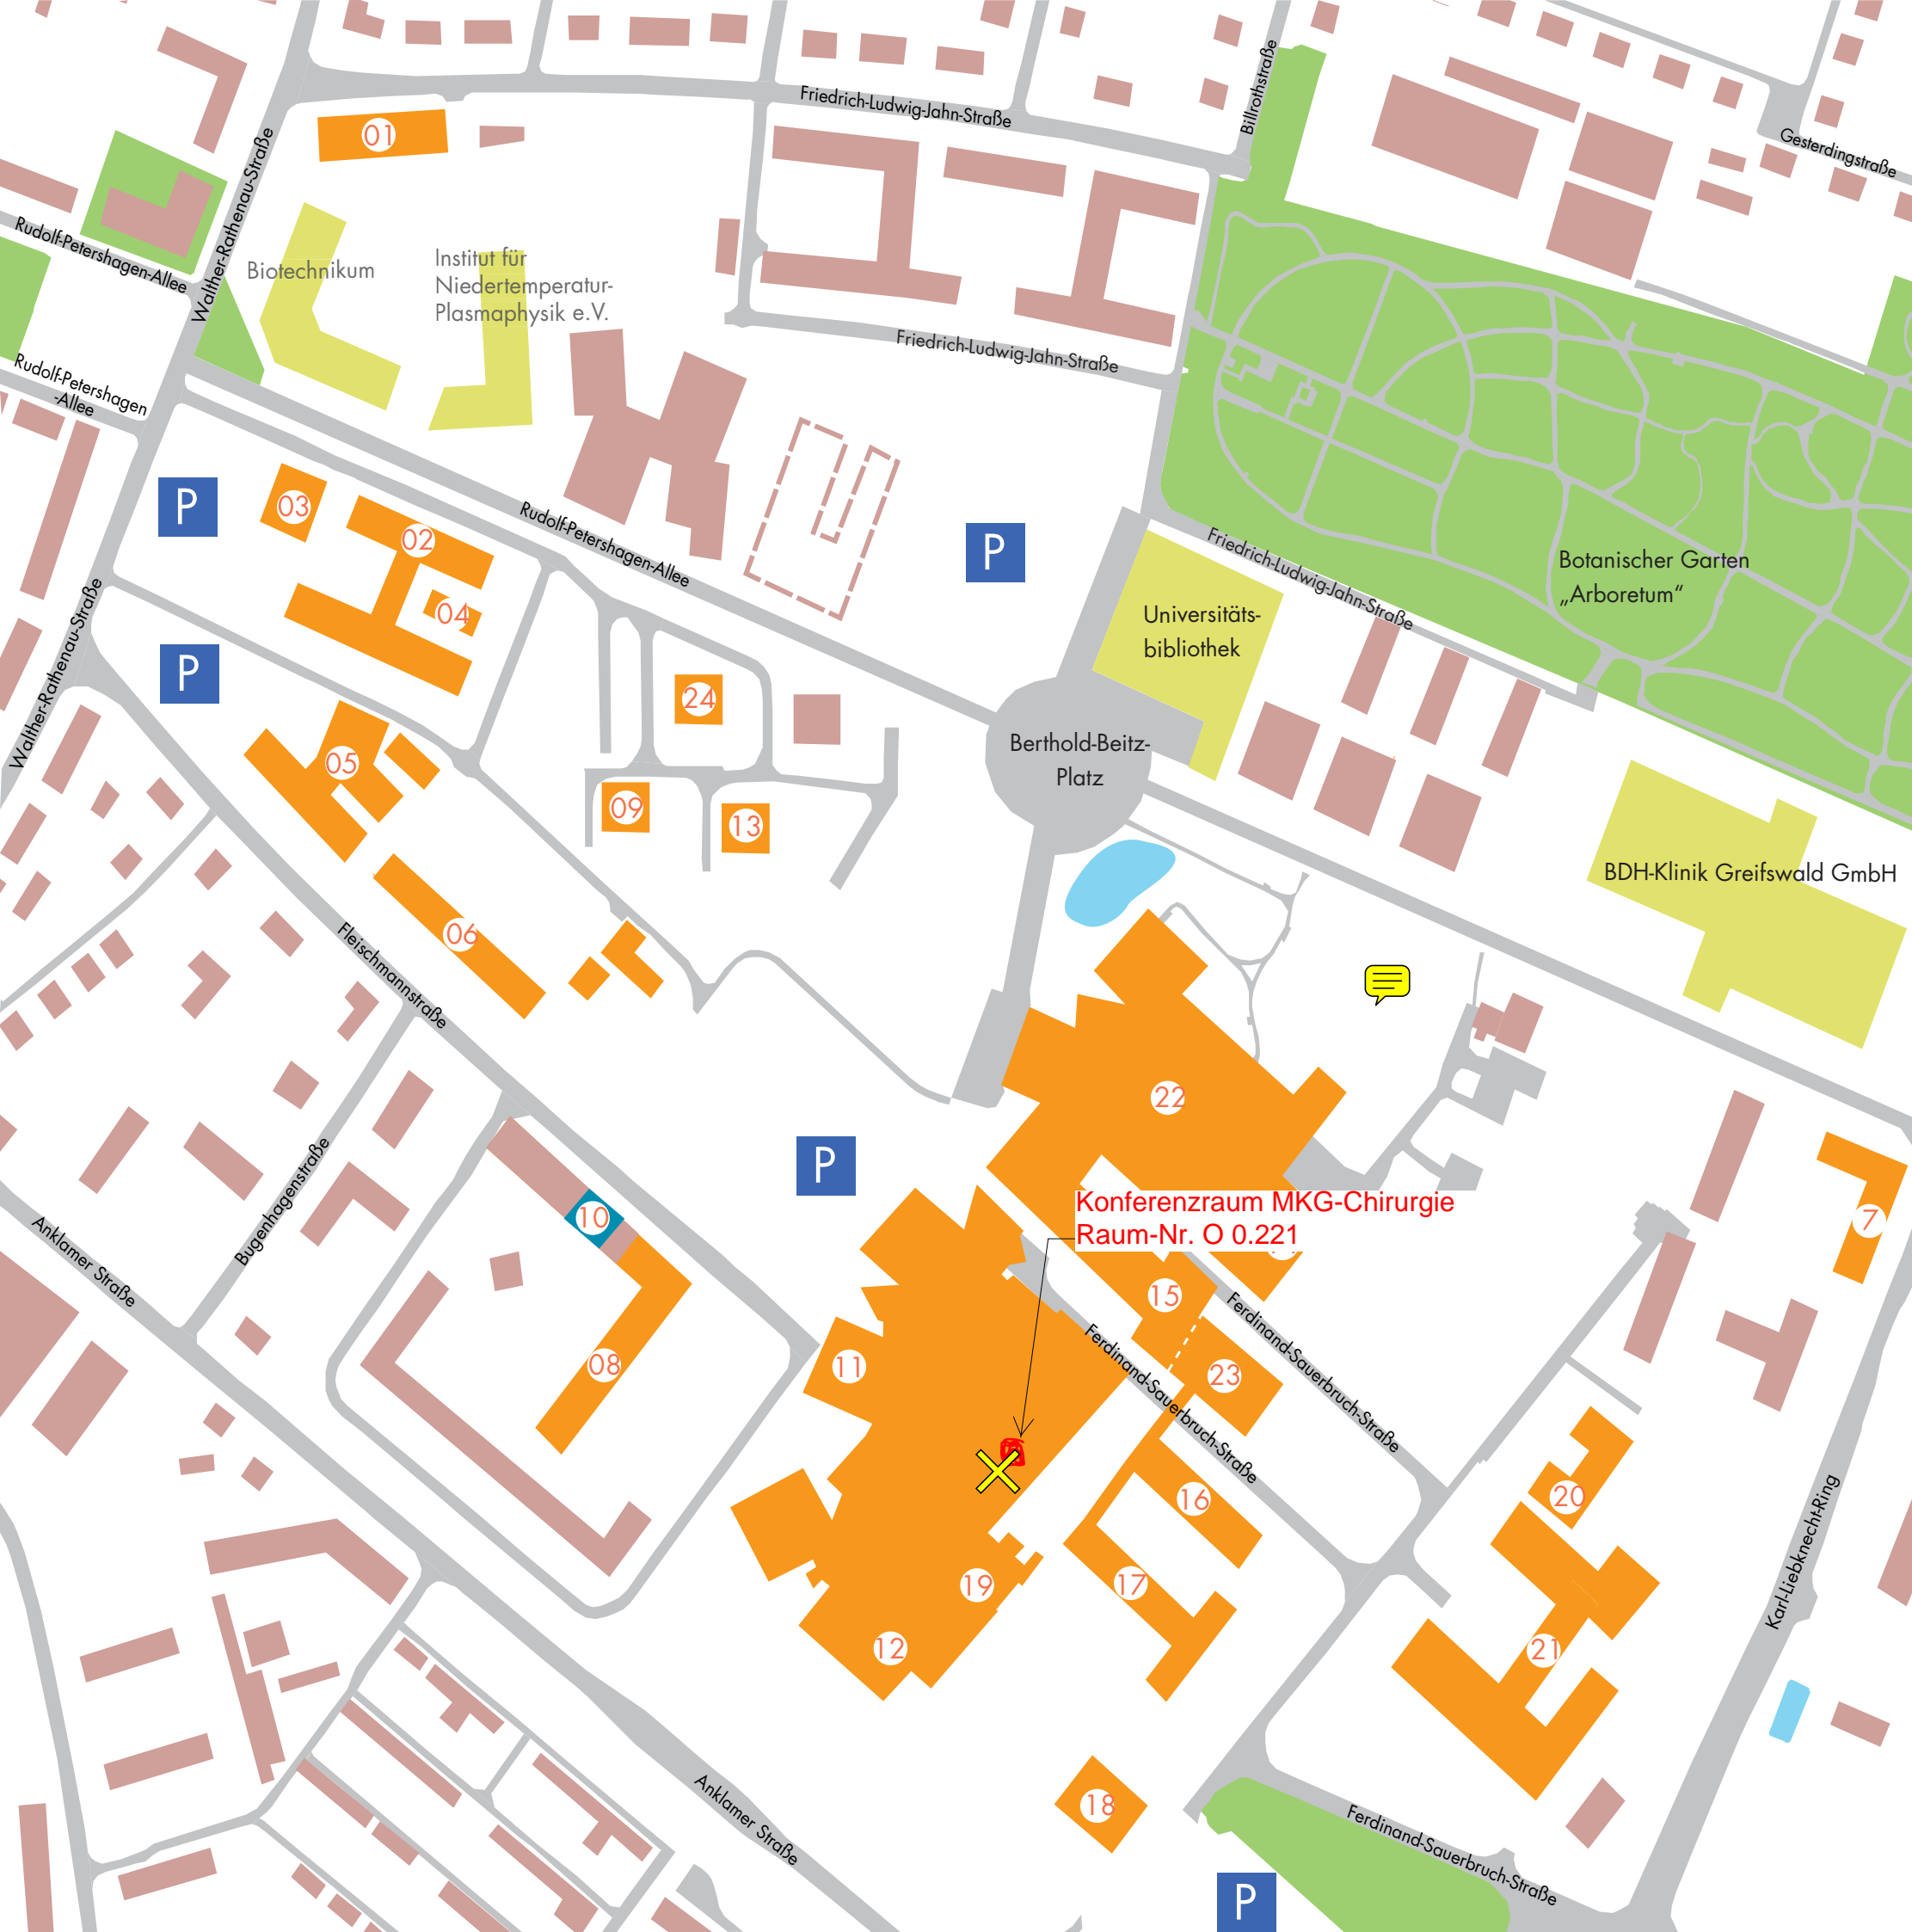 Friedrich-Ludwig-Jahn-Straße
Billrothstraße
Gesterdingstraße
01
Walther-Rathenau-Straße
Rudolf-Petershagen-Allee
Biotechnikum
Institut für
Niedertemperatur-
Plasmaphysik e.V.
Friedrich-Ludwig-Jahn-Straße
Rudolf-Petershagen
-Allee
P
03
02
04
Rudolf-Petershagen-Allee
P
Friedrich-Ludwig-Jahn-Straße
Botanischer Garten
„Arboretum“
Universitäts-
bibliothek
Walther-Rathenau-Straße
P
24
05
09
13
Berthold-Beitz-
Platz
BDH-Klinik Greifswald GmbH
06
Fleischmannstraße
22
P
Bugenhagenstraße
Anklamer Straße
10
Konferenzraum MKG-Chirurgie
Raum-Nr. O 0.221
7
15
Ferdinand-Sauerbruch-Straße
Ferdinand-Sauerbruch-Straße
08
11
23
16
20
17
19
12
21
Karl-Liebknecht-Ring
18
Anklamer Straße
Ferdinand-Sauerbruch-Straße
P